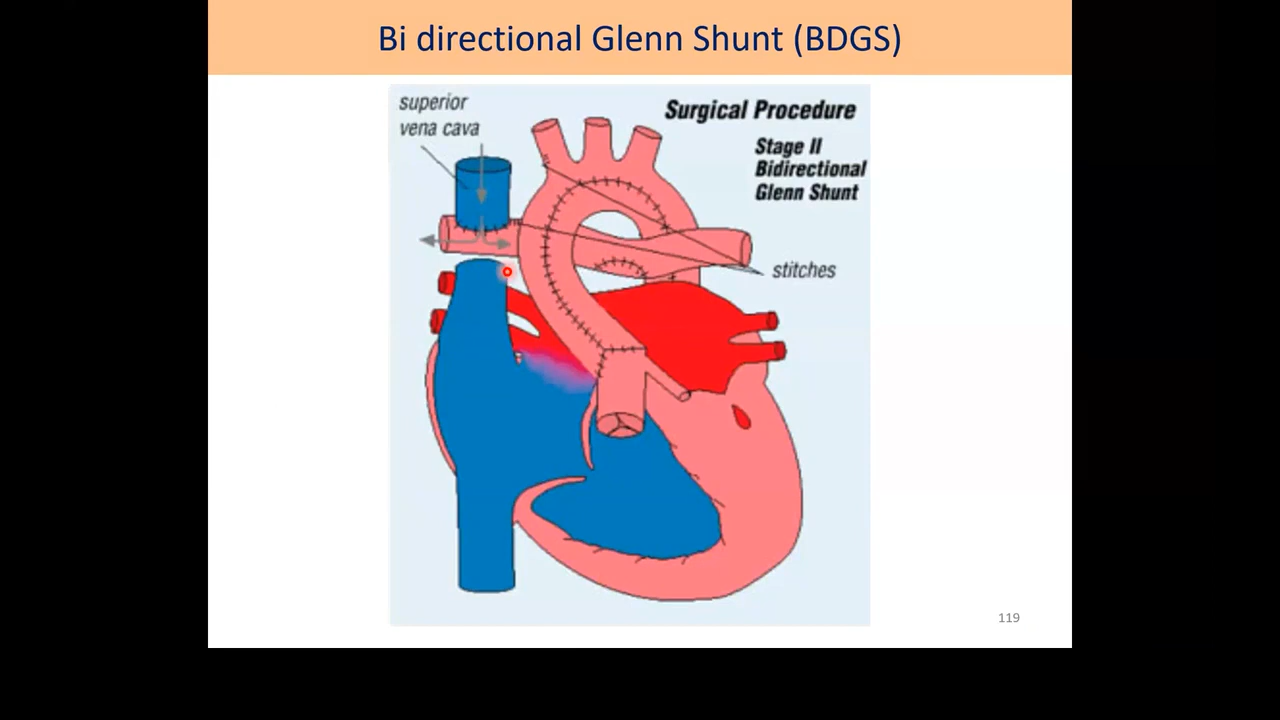 Bi directional Glenn Shunt (BDGS)
superior
vena cava
Surgical Procedure
Stage II
Bidirectional
Glenn Shunt
stitches
119